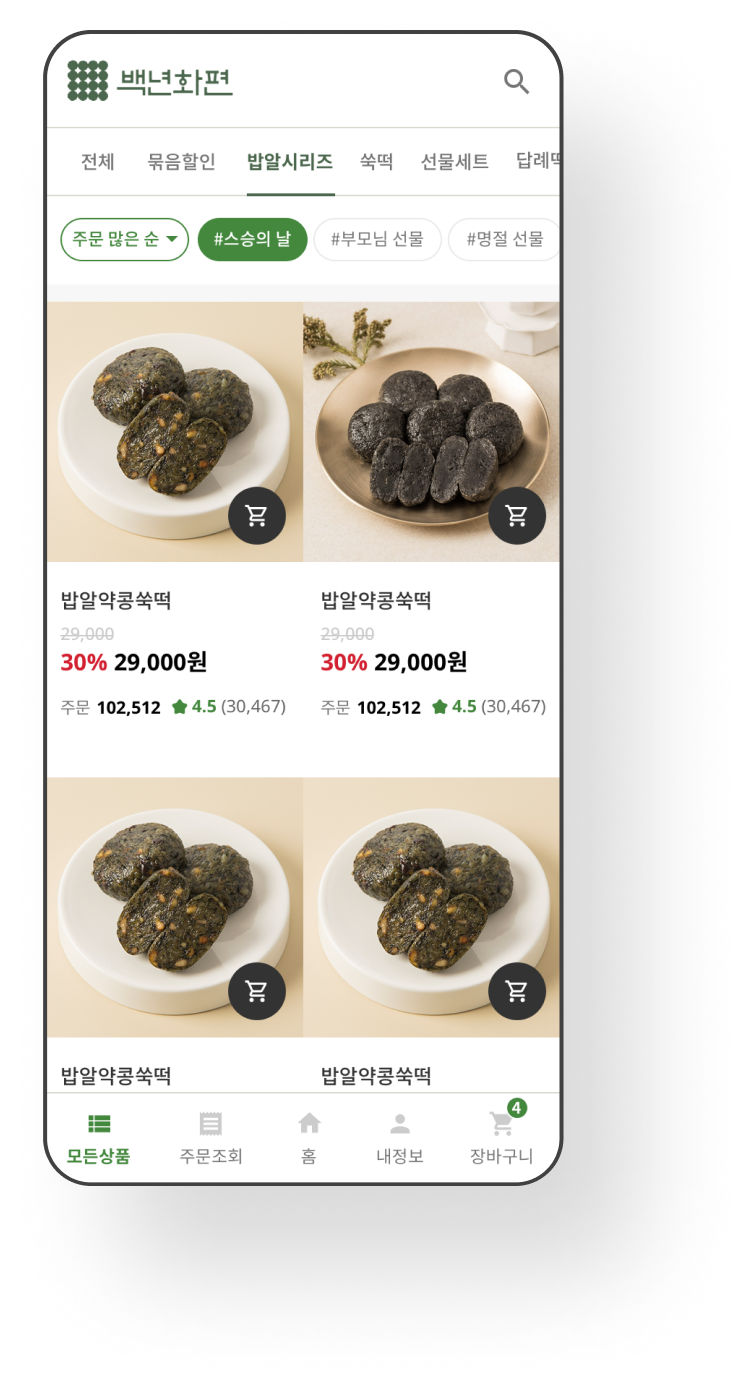 백년화편
전체 묶음할인 밥알시리즈 쑥떡 선물세트 답례떡
주문 많은 순 #스승의 날 #부모님 선물 #명절 선물
밥알약콩쑥떡 밥알약콩쑥떡
29,000 29,000
30% 29,000원 30% 29,000원
주문 102,512 4.5 (30,467) 주문 102,512 4.5 (30,467)
밥알약콩쑥떡 밥알약콩쑥떡
4
모든상품 주문조회 홈 내정보 장바구니